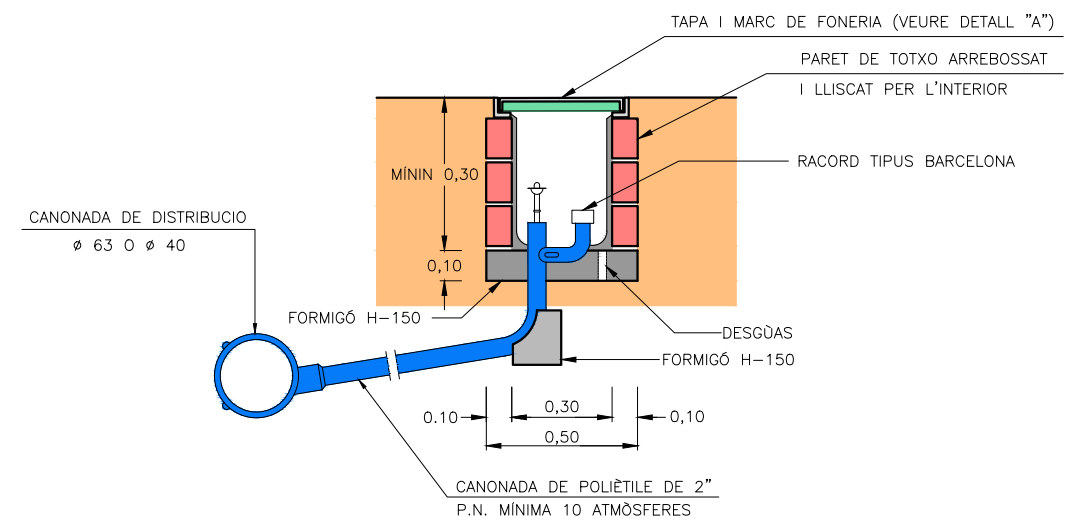 TAPA I MARC DE FONERIA (VEURE DETALL "A")
PARET DE TOTXO ARREBOSSAT
I LLISCAT PER L'INTERIOR
MÍNIN 0,30
RACORD TIPUS BARCELONA
CANONADA DE DISTRIBUCIO
ø 63 O ø 40
0,10
FORMIGÓ H-150
DESGÙAS
FORMIGÓ H-150
0.10
0,30
0,10
0,50
CANONADA DE POLIÈTILE DE 2"
P.N. MÍNIMA 10 ATMÒSFERES